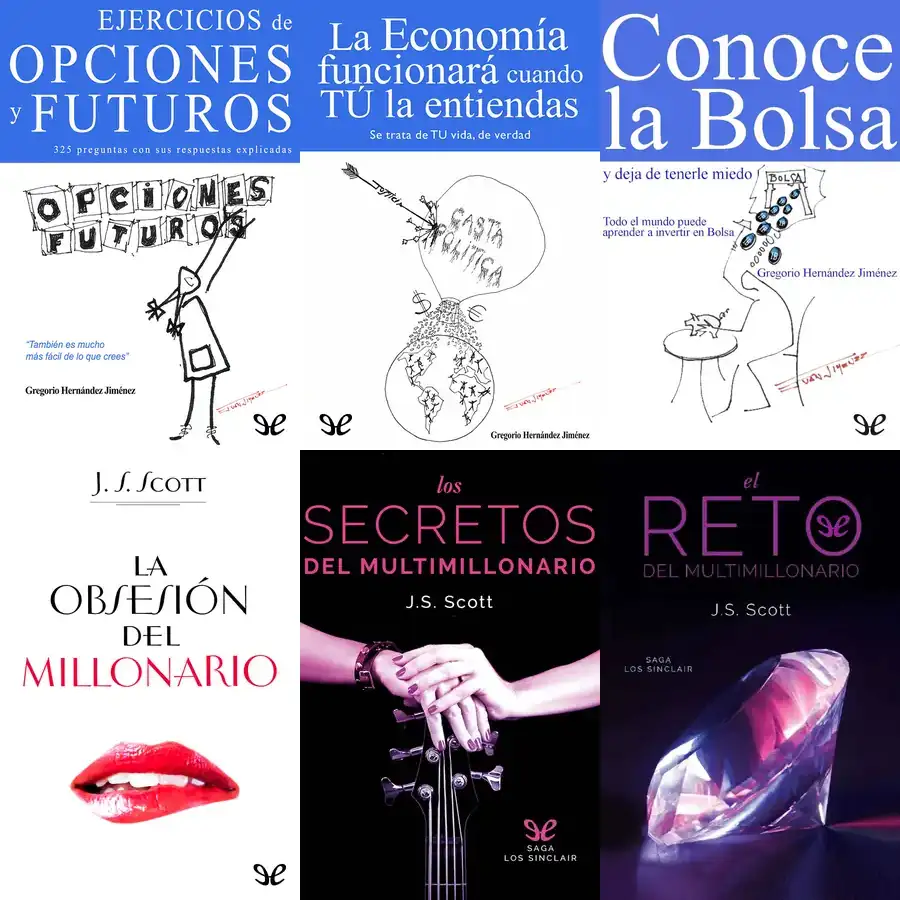 EJERCICIOS de
OPCIONES
y FUTUROS
325 preguntas con sus respuestas explicadas
OPCIONES
FUTUROS
“También es mucho
más fácil de lo que crees”
Gregorio Hernández Jiménez
La Economía
funcionará cuando
TÚ la entiendas
Se trata de TU vida, de verdad
CASTA
POLÍTICA
$ €
Gregorio Hernández Jiménez
Conoce
la Bolsa
y deja de tenerle miedo
BOLSA
Todo el mundo puede
aprender a invertir en Bolsa
Gregorio Hernández Jiménez
J. S. SCOTT
LA
OBSESIÓN
DEL
MILLONARIO
los
SECRETOS
DEL MULTIMILLONARIO
J.S. Scott
SAGA
LOS SINCLAIR
el
RETO
DEL MULTIMILLONARIO
J.S. Scott
SAGA
LOS SINCLAIR